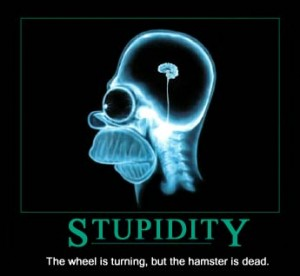 STUPIDITY
The wheel is turning, but the hamster is dead.